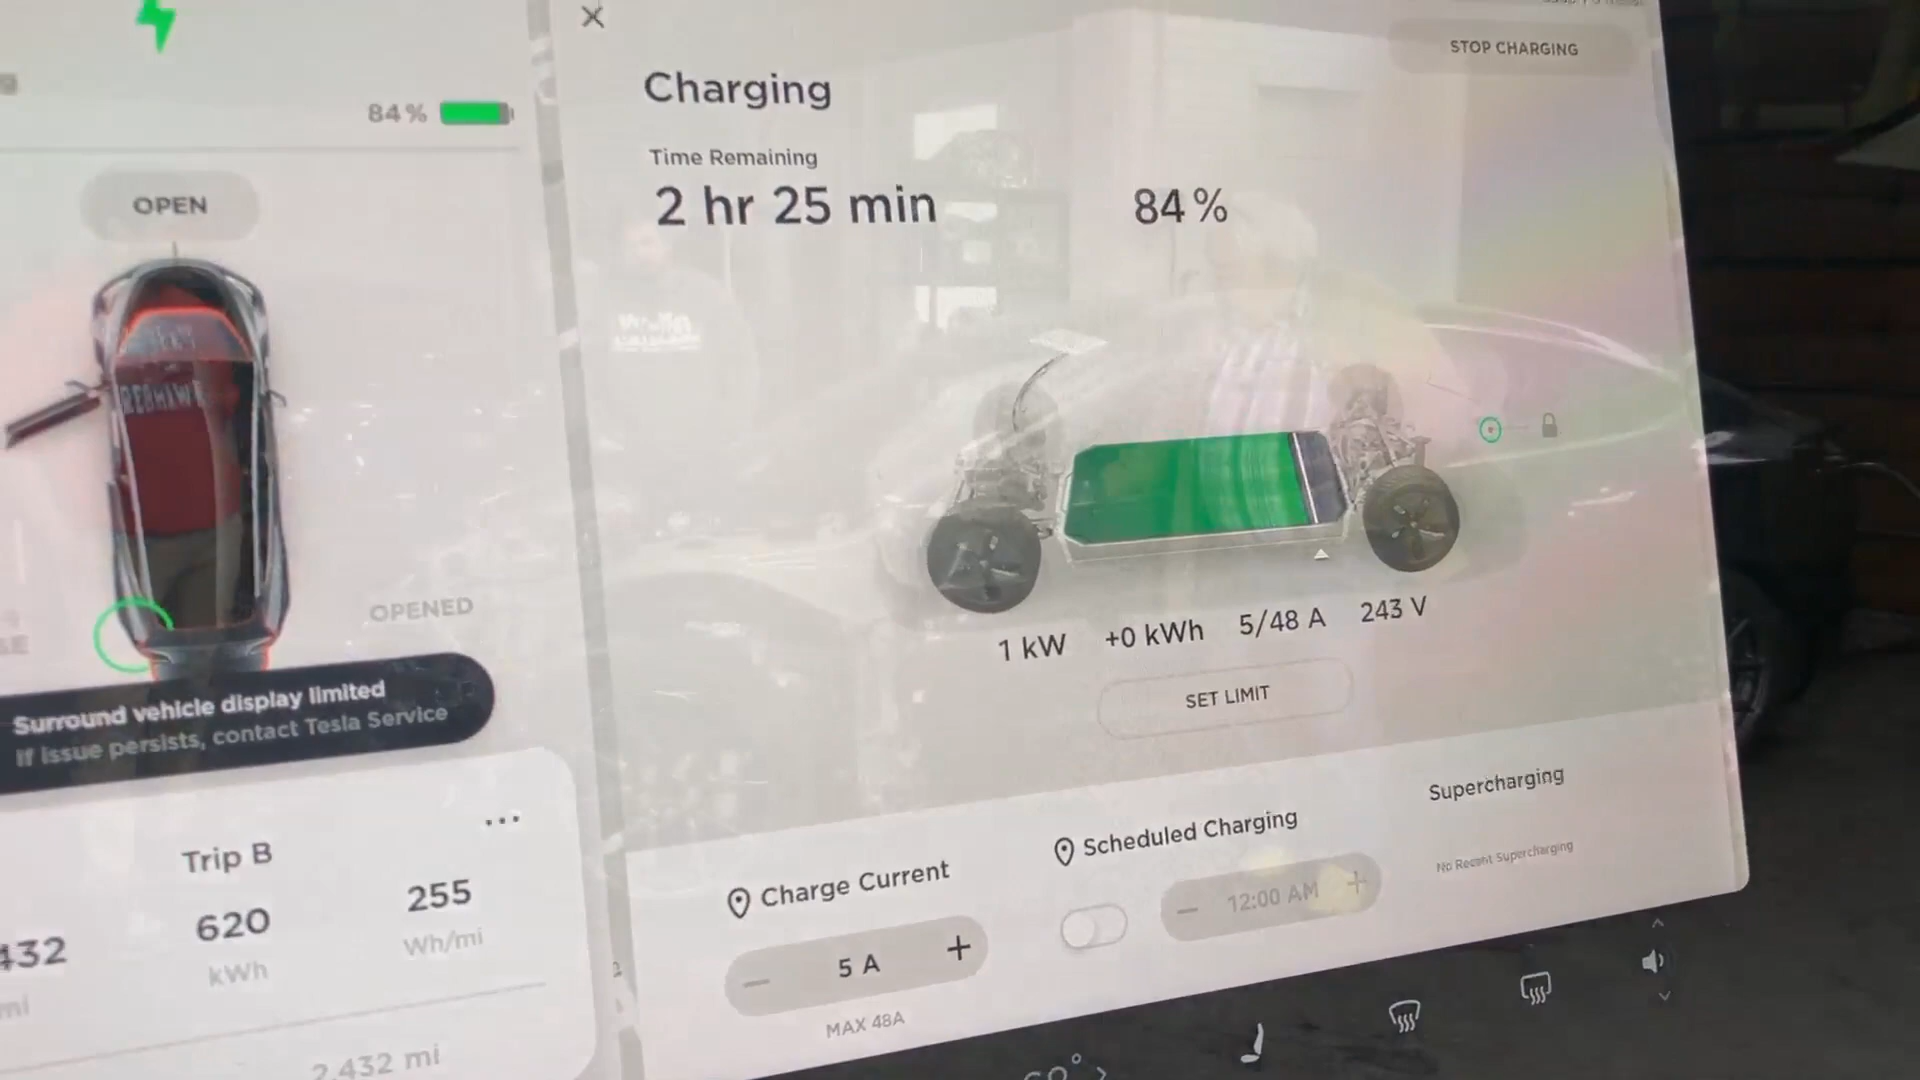 84%
OPEN
OPENED
Surround vehicle display limited
If issue persists, contact Tesla Service
Trip B
620
kWh
255
Wh/mi
2,432 mi
STOP CHARGING
Charging
Time Remaining
2 hr 25 min
84%
1 kW +0 kWh 5/48 A 243 V
SET LIMIT
Charge Current
5 A
MAX 48A
Scheduled Charging
12:00 AM
Supercharging
No Recent Supercharging